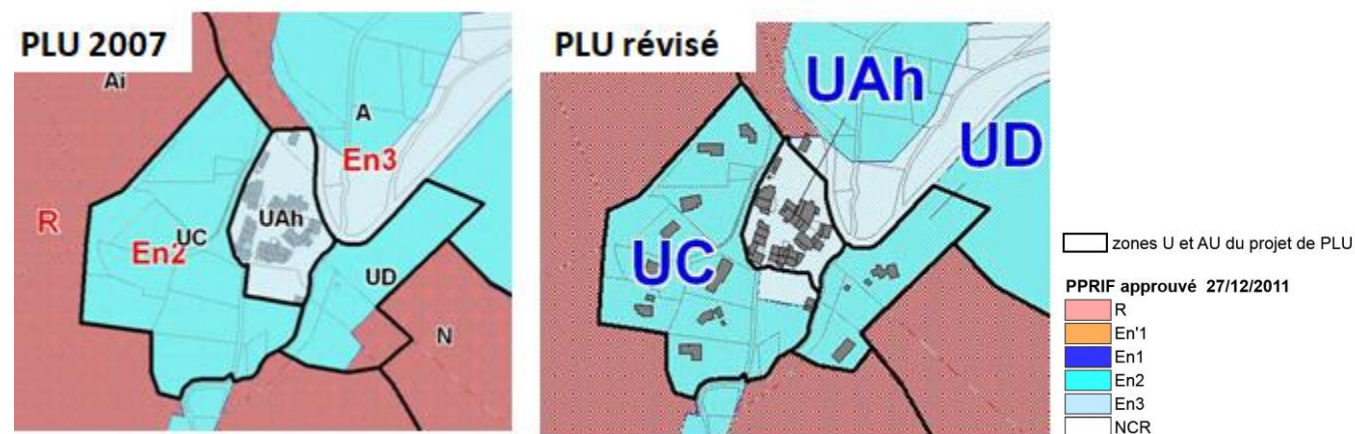 PLU 2007
Ai
A
En3
R
En2
UC
UAh
UD
N
PLU révisé
UAh
UD
UC
zones U et AU du projet de PLU
PPRIF approuvé 27/12/2011
R
En'1
En1
En2
En3
NCR